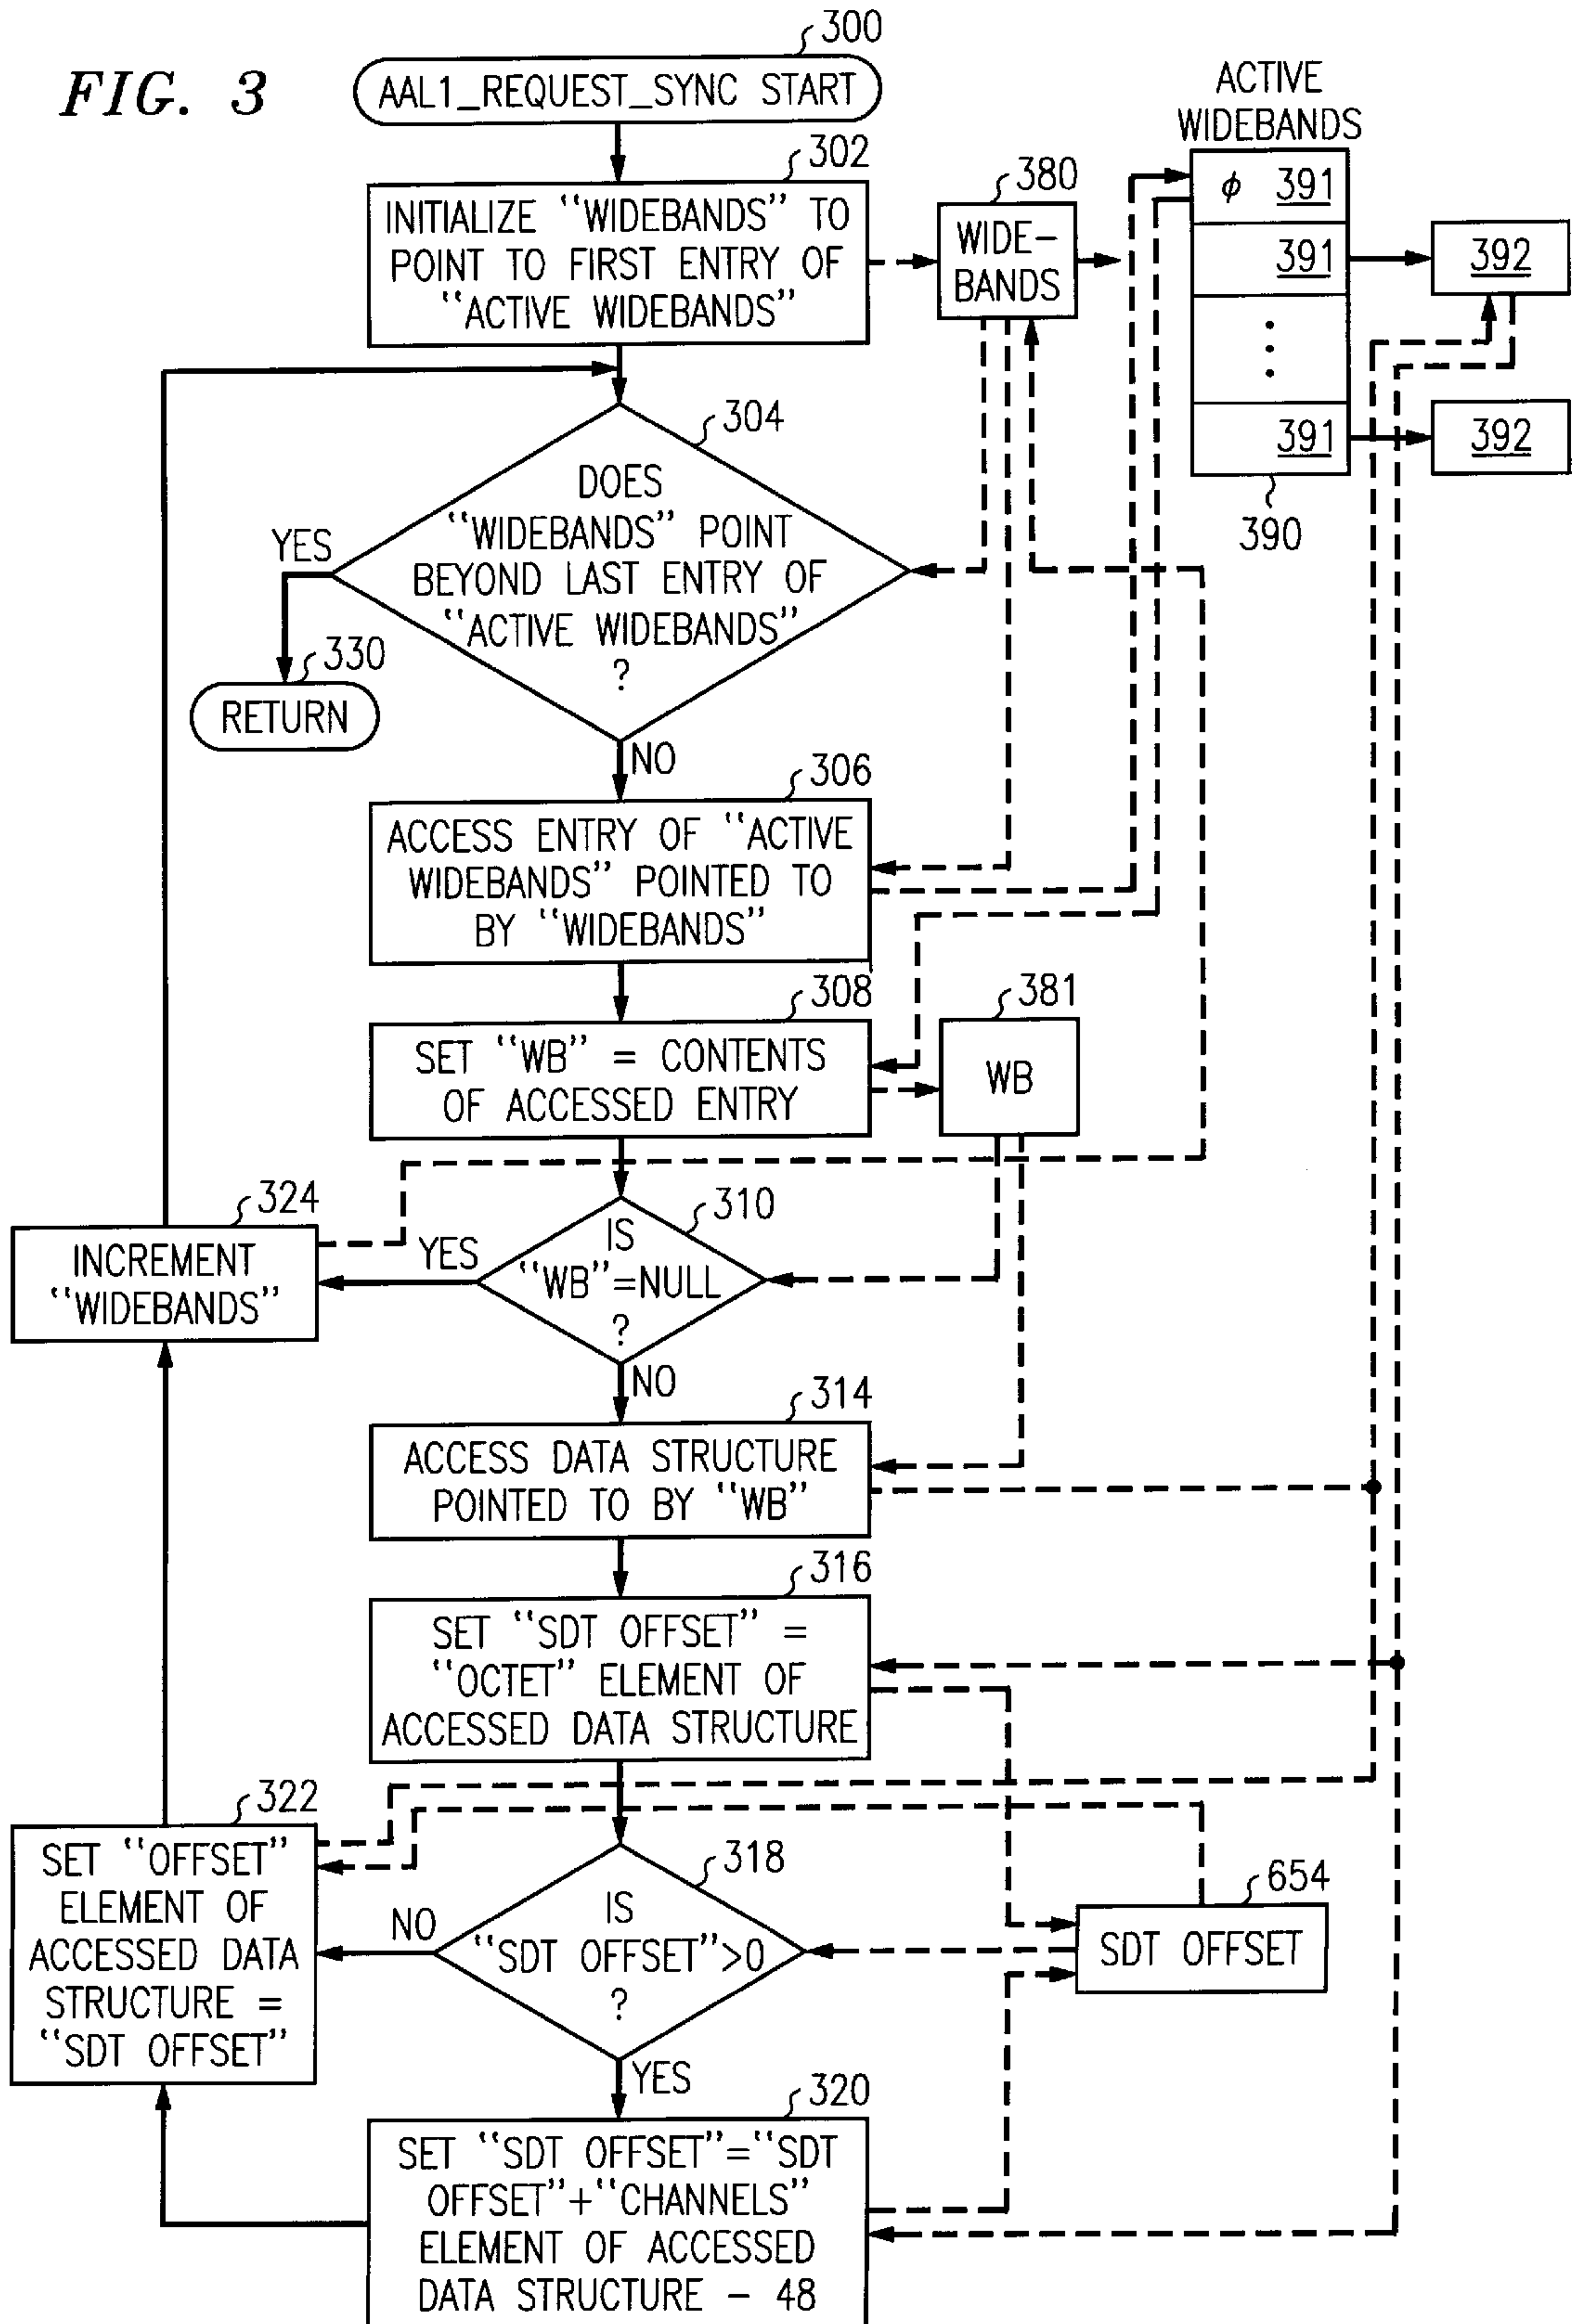 FIG. 3
300
AAL1_REQUEST_SYNC START
302
INITIALIZE “WIDEBANDS” TO
POINT TO FIRST ENTRY OF
“ACTIVE WIDEBANDS”
380
WIDE-
BANDS
ACTIVE
WIDEBANDS
ϕ 391
391
391
390
392
392
304
DOES
“WIDEBANDS” POINT
BEYOND LAST ENTRY OF
“ACTIVE WIDEBANDS”
?
YES
330
RETURN
NO
306
ACCESS ENTRY OF “ACTIVE
WIDEBANDS” POINTED TO
BY “WIDEBANDS”
308
SET “WB” = CONTENTS
OF ACCESSED ENTRY
381
WB
324
INCREMENT
“WIDEBANDS”
YES
310
IS
“WB”=NULL
?
NO
314
ACCESS DATA STRUCTURE
POINTED TO BY “WB”
316
SET “SDT OFFSET” =
“OCTET” ELEMENT OF
ACCESSED DATA STRUCTURE
322
SET “OFFSET”
ELEMENT OF
ACCESSED DATA
STRUCTURE =
“SDT OFFSET”
NO
318
IS
“SDT OFFSET”>0
?
654
SDT OFFSET
YES
320
SET “SDT OFFSET”=“SDT
OFFSET”+“CHANNELS”
ELEMENT OF ACCESSED
DATA STRUCTURE – 48